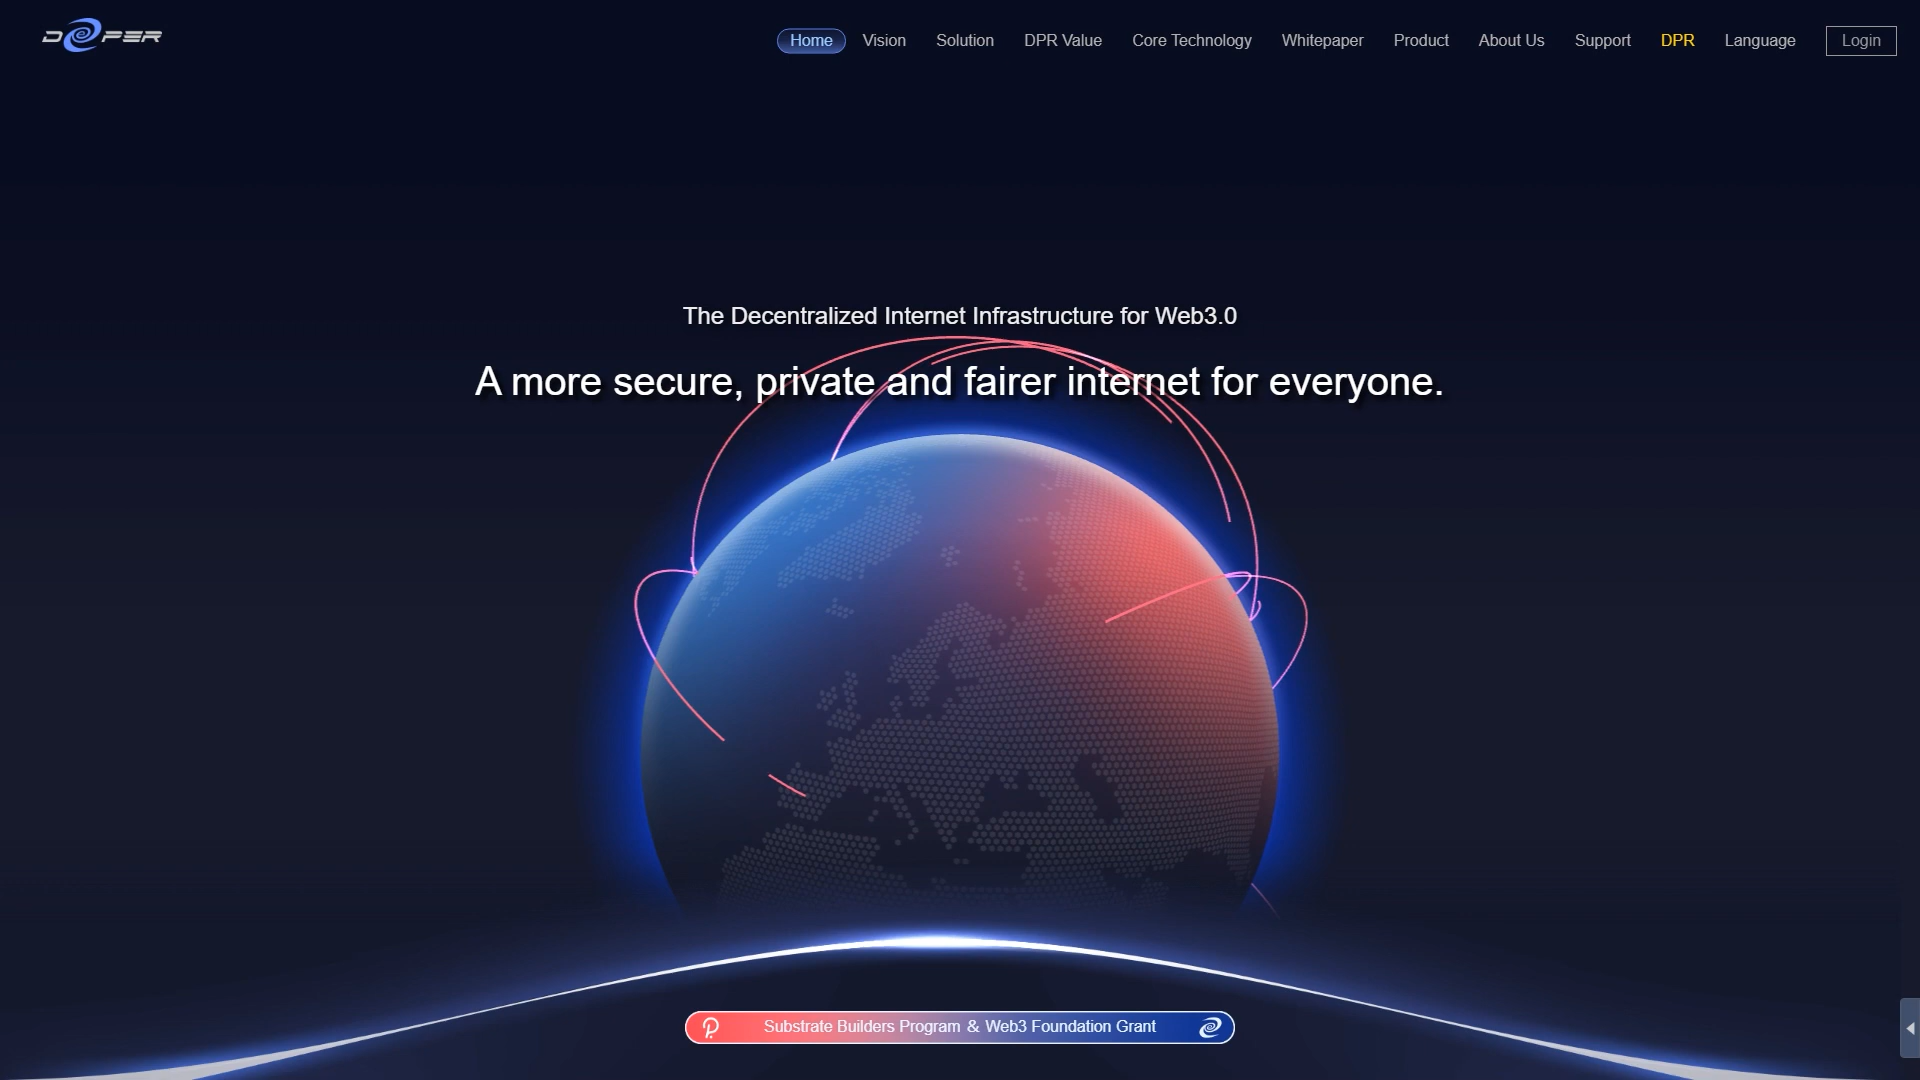 DEEPER
Home Vision Solution DPR Value Core Technology Whitepaper Product About Us Support DPR Language Login
The Decentralized Internet Infrastructure for Web3.0
A more secure, private and fairer internet for everyone.
Substrate Builders Program & Web3 Foundation Grant